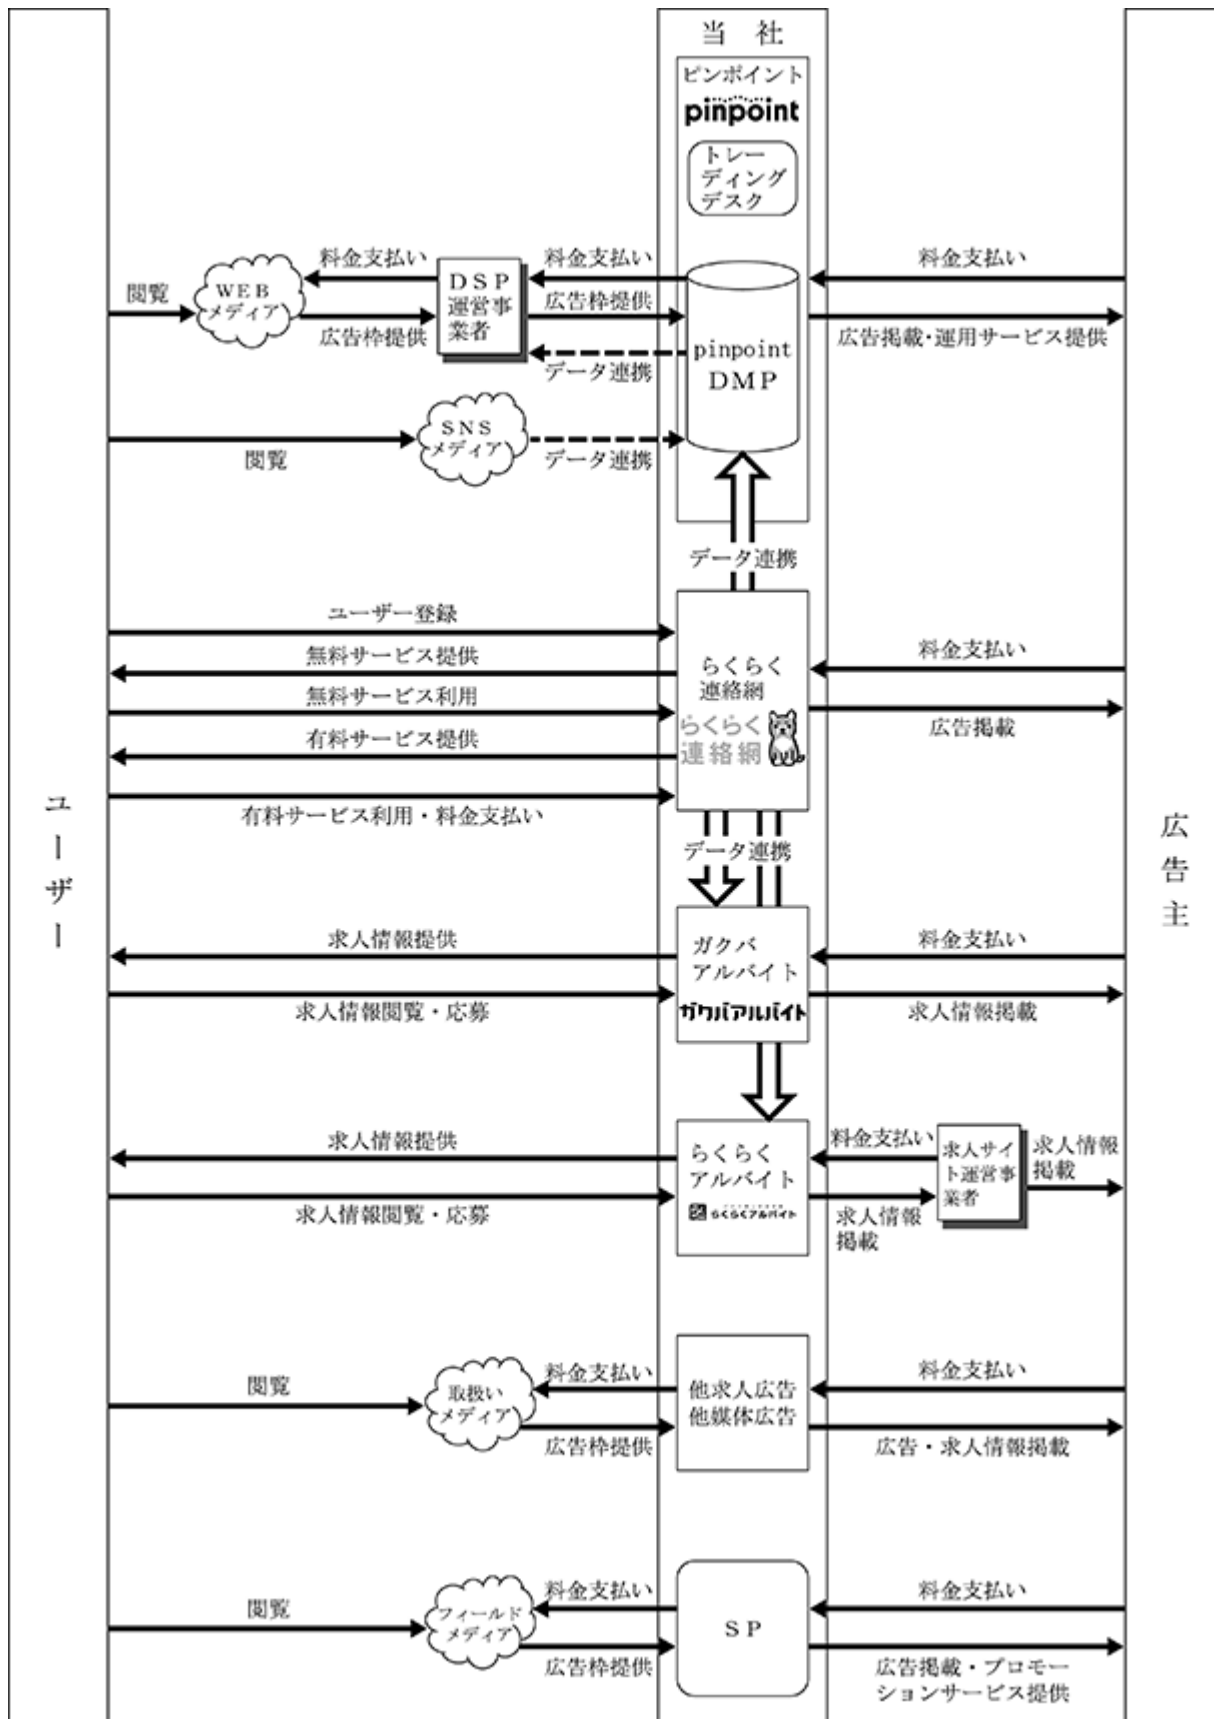 当 社
ピンポイント
pinpoint
トレー
ディング
デスク
料金支払い
料金支払い
料金支払い
閲覧
WEB
メディア
DSP
運営事
業者
広告枠提供
広告枠提供
広告掲載・運用サービス提供
pinpoint
DMP
データ連携
SNS
メディア
閲覧
データ連携
データ連携
ユーザー登録
無料サービス提供
無料サービス利用
有料サービス提供
有料サービス利用・料金支払い
らくらく
連絡網
らくらく
連絡網
料金支払い
広告掲載
ユーザー
広告主
データ連携
求人情報提供
求人情報閲覧・応募
ガクバ
アルバイト
ガクバアルバイト
料金支払い
求人情報掲載
求人情報提供
求人情報閲覧・応募
らくらく
アルバイト
らくらくアルバイト
料金支払い
求人情報
掲載
求人サイ
ト運営事
業者
求人情報
掲載
閲覧
取扱い
メディア
料金支払い
広告枠提供
他求人広告
他媒体広告
料金支払い
広告・求人情報掲載
閲覧
フィールド
メディア
料金支払い
広告枠提供
SP
料金支払い
広告掲載・プロモー
ションサービス提供